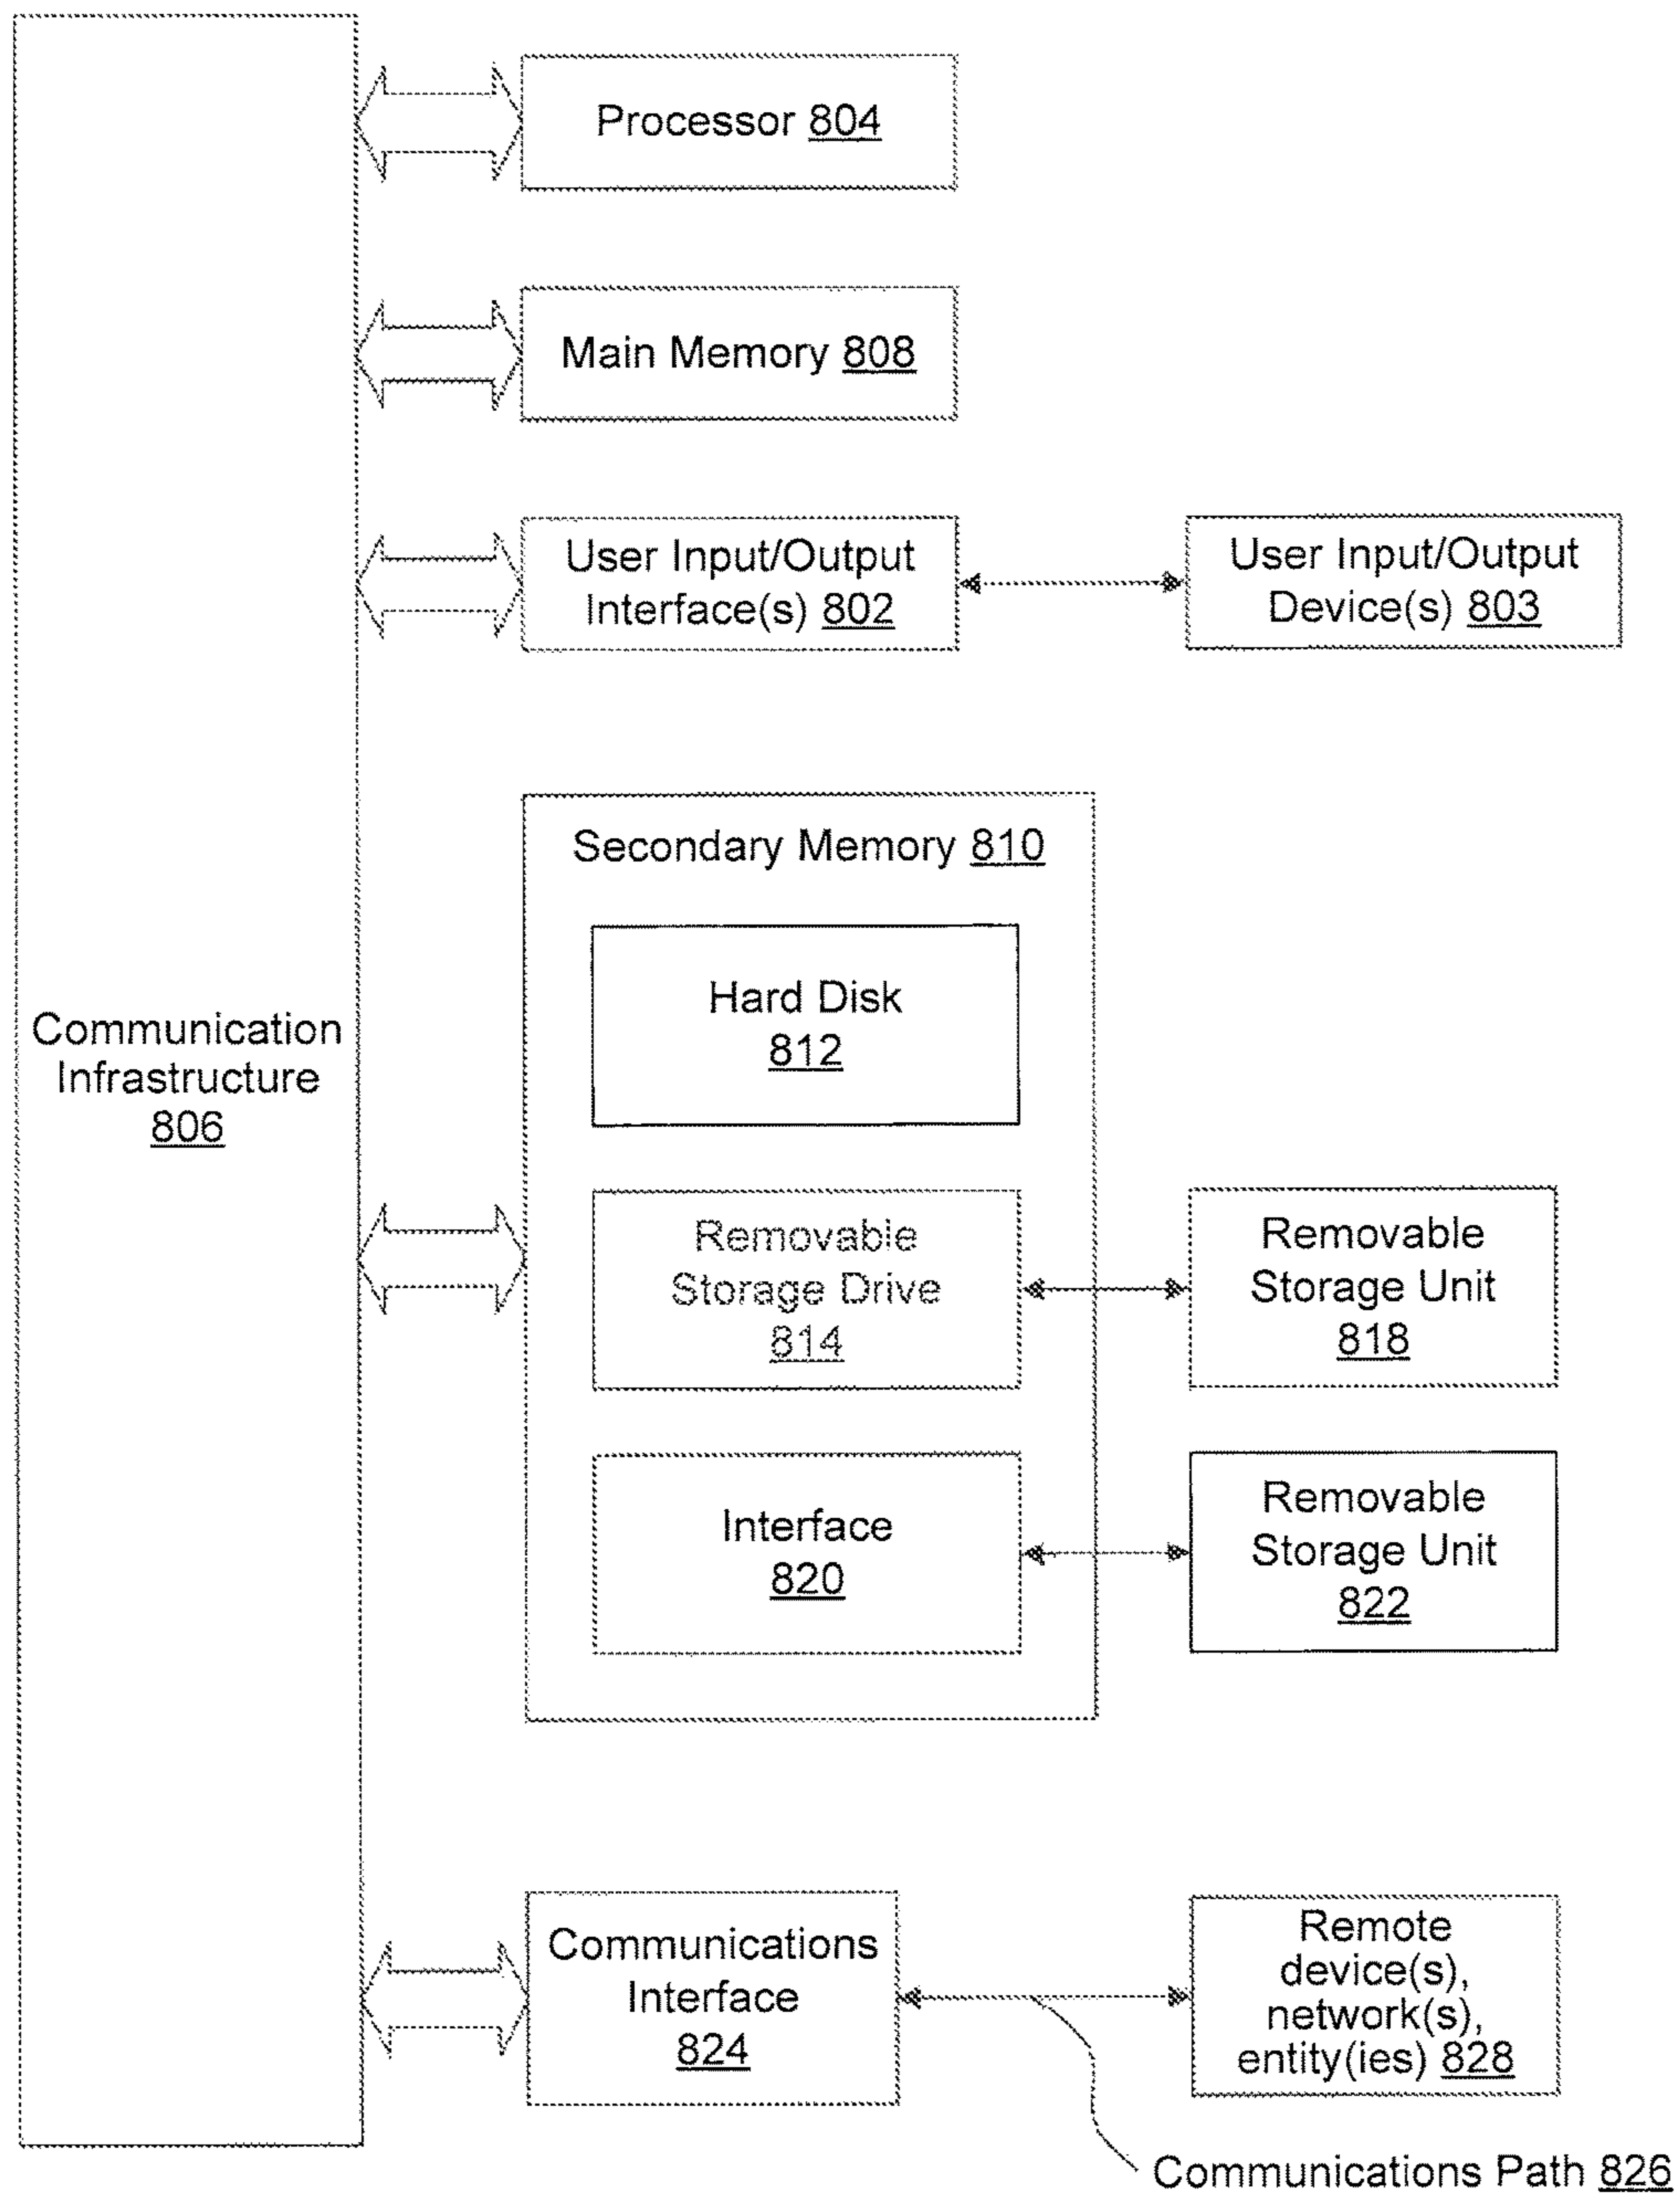 Processor 804
Main Memory 808
User Input/Output
Interface(s) 802
User Input/Output
Device(s) 803
Secondary Memory 810
Hard Disk
812
Communication
Infrastructure
806
Removable
Storage Drive
814
Removable
Storage Unit
818
Interface
820
Removable
Storage Unit
822
Communications
Interface
824
Remote
device(s),
network(s),
entity(ies) 828
Communications Path 826